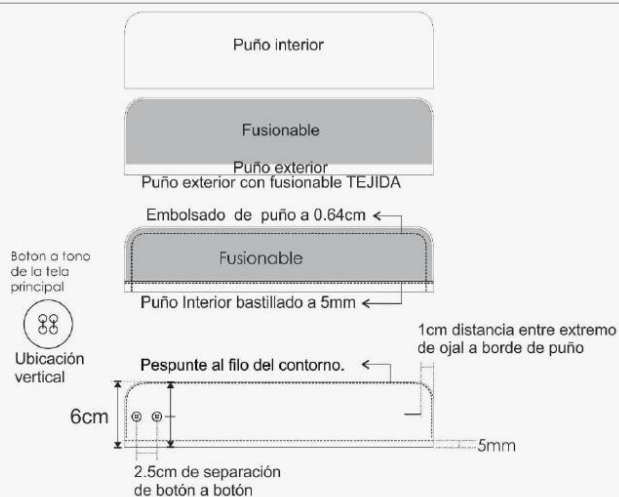 Puño interior
Fusionable
Puño exterior
Puño exterior con fusionable TEJIDA
Embolsado de puño a 0.64cm
Fusionable
Boton a tono
de la tela
principal
Puño Interior bastillado a 5mm
Ubicación
vertical
1cm distancia entre extremo
de ojal a borde de puño
Pespunte al filo del contorno.
6cm
5mm
2.5cm de separación
de botón a botón